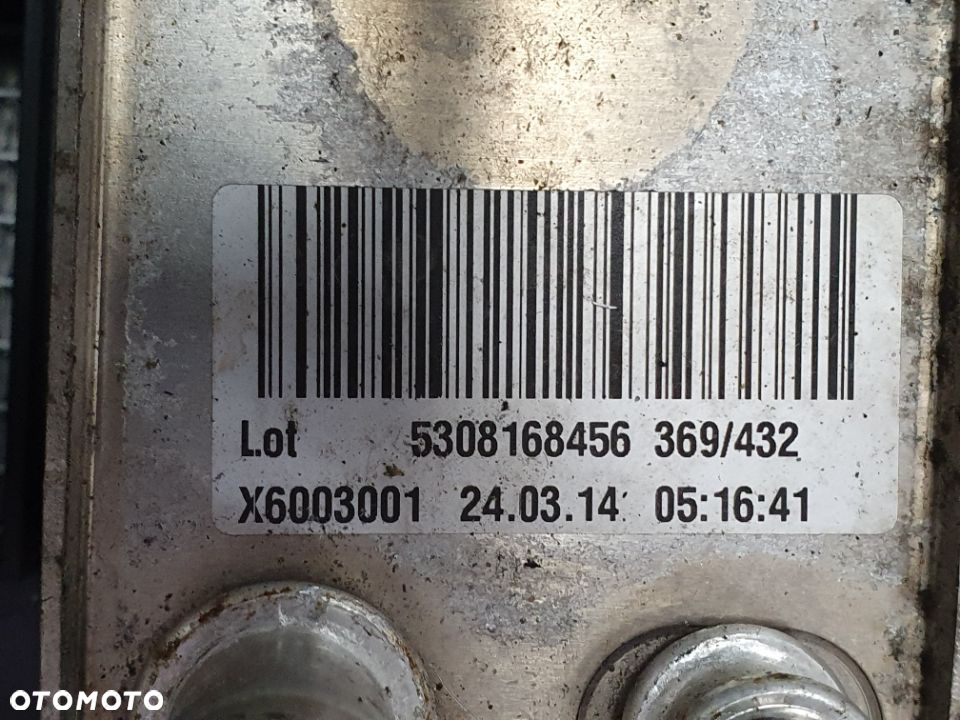 Lot 5308168456 369/432
X6003001 24.03.14 05:16:41
OTOMOTO